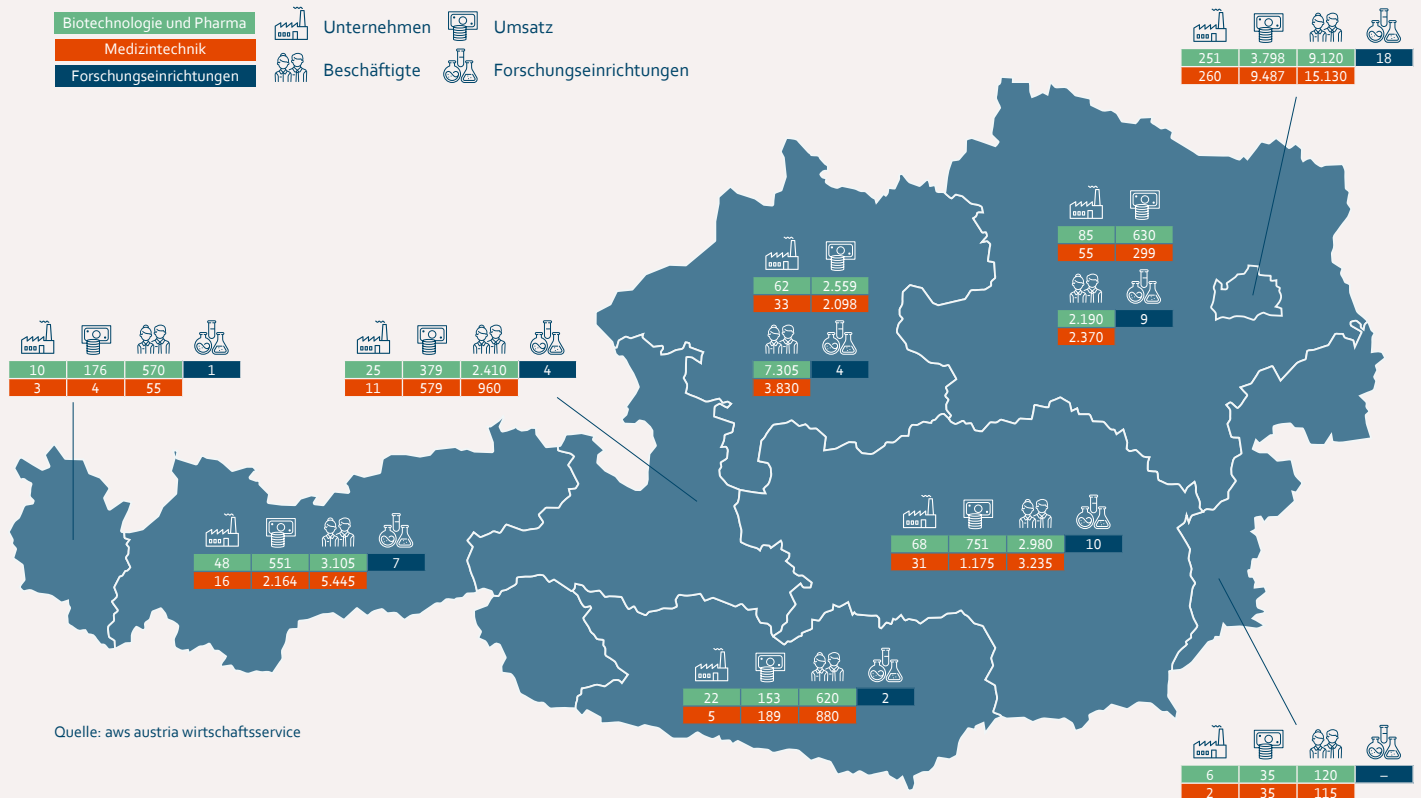 Biotechnologie und Pharma
Medizintechnik
Forschungseinrichtungen
Unternehmen
Umsatz
Beschäftigte
Forschungseinrichtungen
251 3.798 9.120 18
260 9.487 15.130
85 630
55 299
2.190 9
2.370
62 2.559
33 2.098
7.305 4
3.830
10 176 570 1
3 4 55
25 379 2.410 4
11 579 960
48 551 3.105 7
16 2.164 5.445
68 751 2.980 10
31 1.175 3.235
22 153 620 2
5 189 880
Quelle: aws austria wirtschaftsservice
6 35 120 –
2 35 115